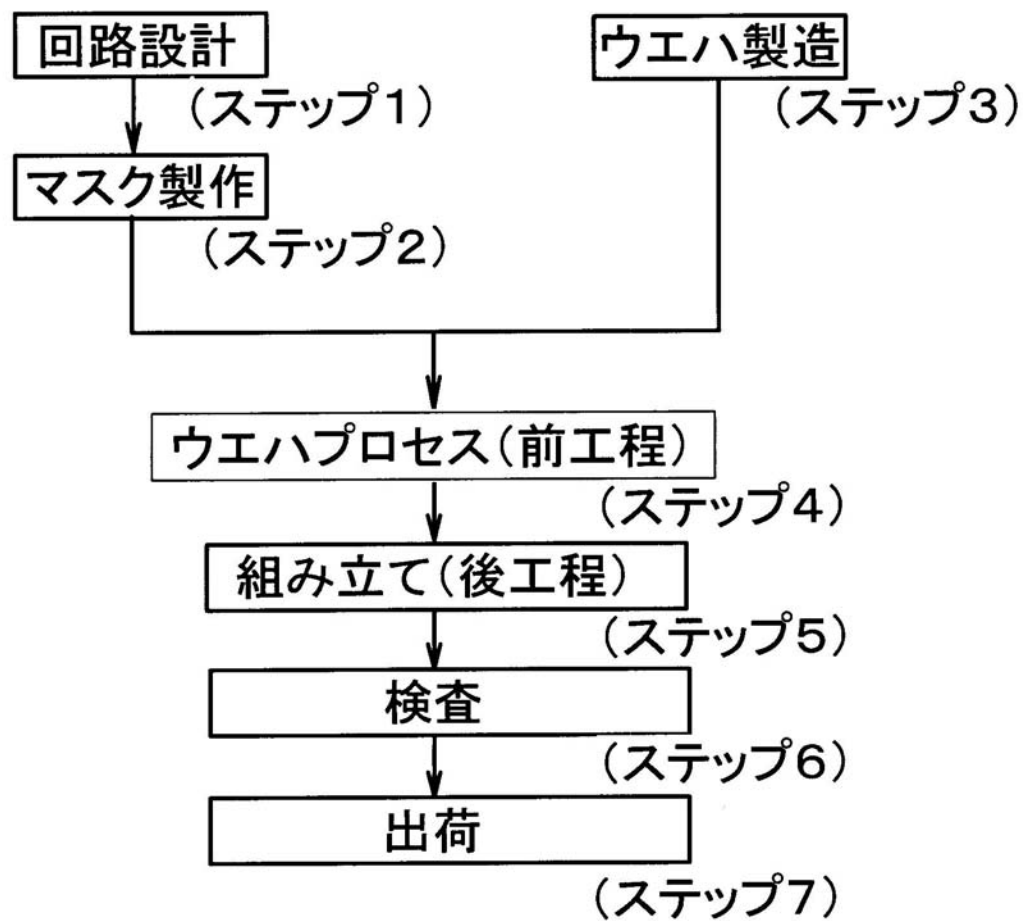 回路設計
(ステップ1)
ウエハ製造
(ステップ3)
マスク製作
(ステップ2)
ウエハプロセス(前工程)
(ステップ4)
組み立て(後工程)
(ステップ5)
検査
(ステップ6)
出荷
(ステップ7)